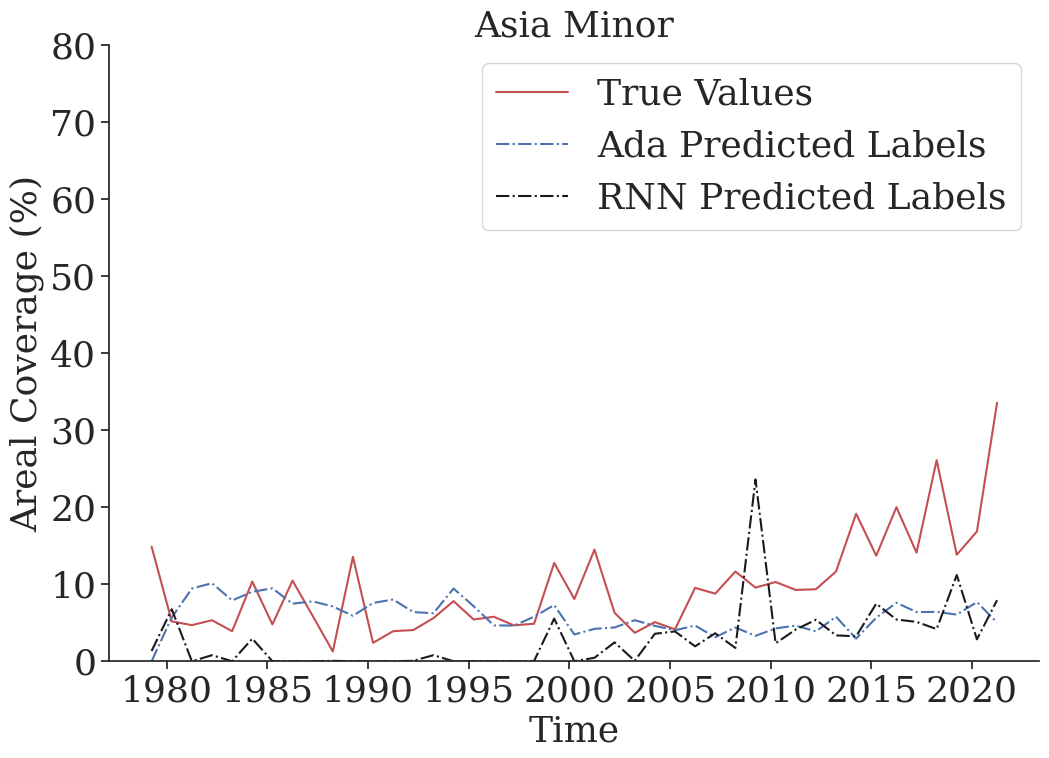 Asia Minor
True Values
Ada Predicted Labels
RNN Predicted Labels
Areal Coverage (%)
80
70
60
50
40
30
20
10
0
1980 1985 1990 1995 2000 2005 2010 2015 2020
Time